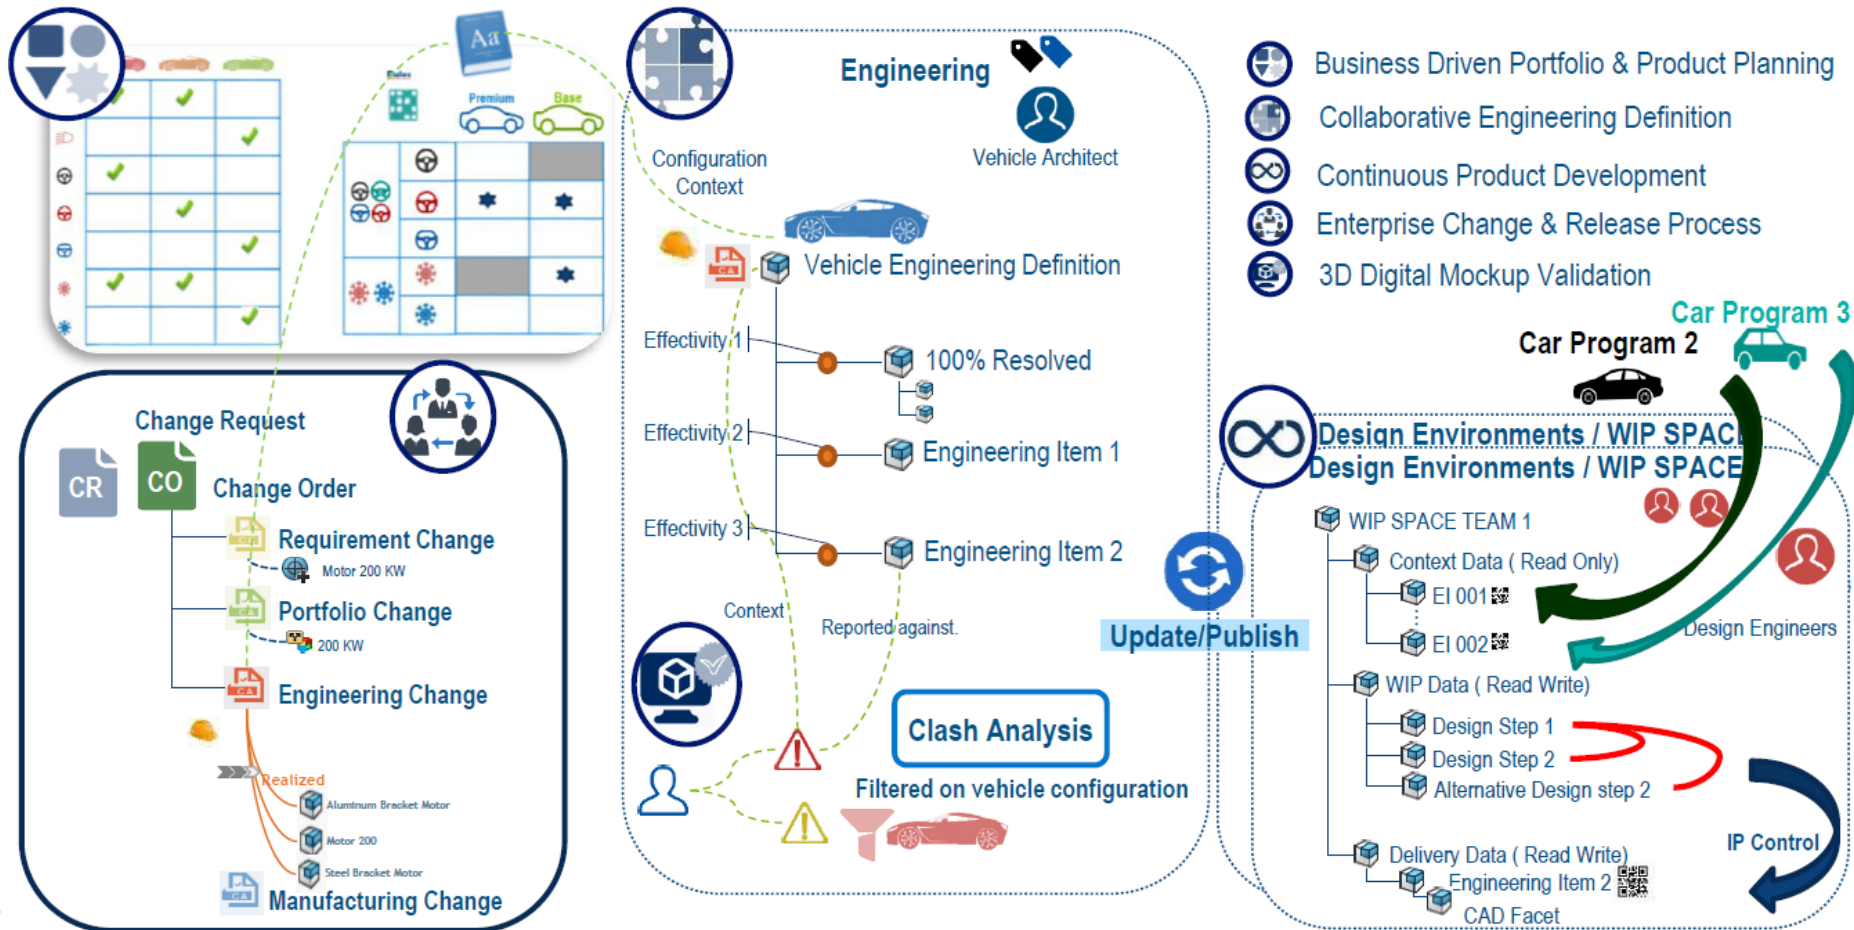 Aa
Rules
Premium
Base
Engineering
Vehicle Architect
Configuration
Context
CA
Vehicle Engineering Definition
Effectivity 1
100% Resolved
Effectivity 2
Engineering Item 1
Effectivity 3
Engineering Item 2
Context
Reported against.
Clash Analysis
Filtered on vehicle configuration
Change Request
CR
CO
Change Order
CA
Requirement Change
Motor 200 KW
CA
Portfolio Change
200 KW
CA
Engineering Change
Realized
Aluminum Bracket Motor
Motor 200
Steel Bracket Motor
CA
Manufacturing Change
Update/Publish
Business Driven Portfolio & Product Planning
Collaborative Engineering Definition
Continuous Product Development
Enterprise Change & Release Process
3D Digital Mockup Validation
Car Program 3
Car Program 2
Design Environments / WIP SPACE
Design Environments / WIP SPACE
WIP SPACE TEAM 1
Context Data ( Read Only)
EI 001
EI 002
Design Engineers
WIP Data ( Read Write)
Design Step 1
Design Step 2
Alternative Design step 2
IP Control
Delivery Data ( Read Write)
Engineering Item 2
CAD Facet